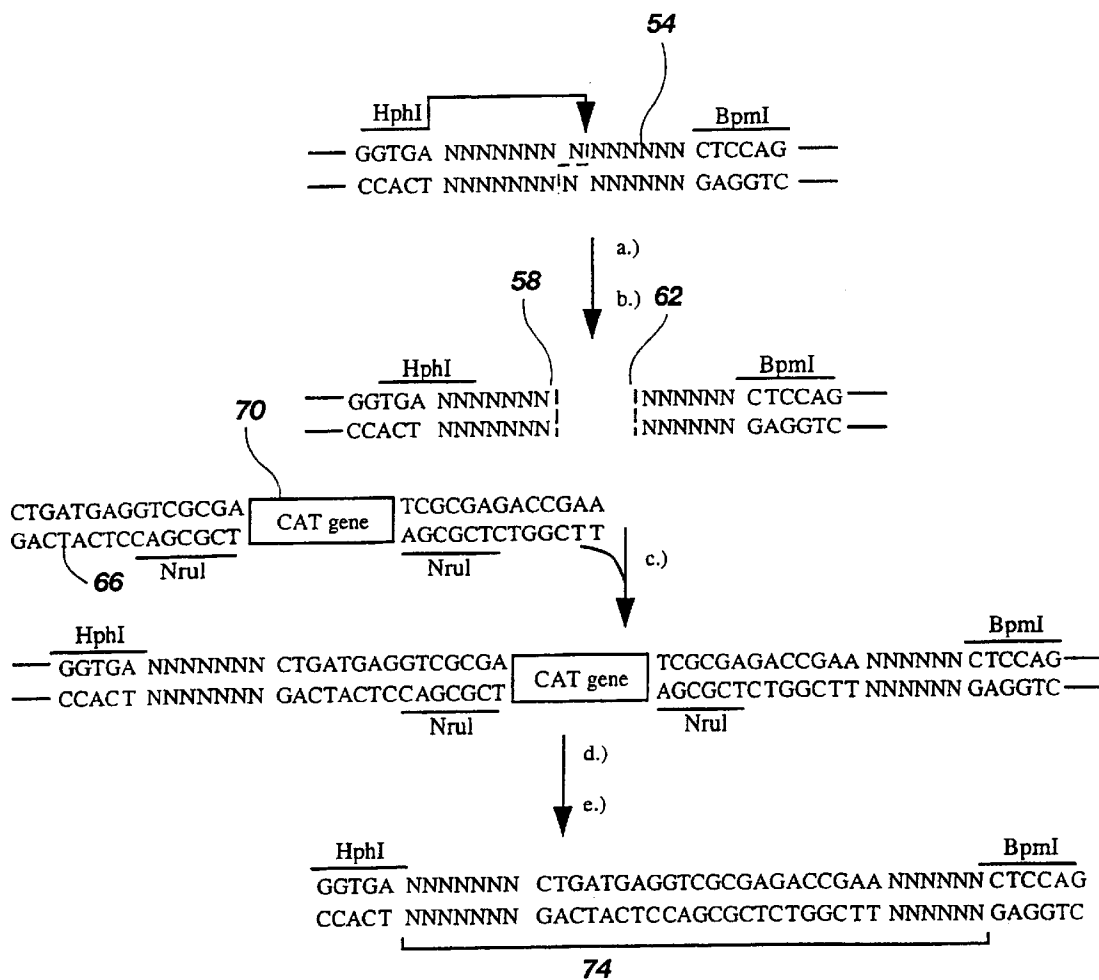 54
HphI BpmI
GGTGA NNNNNNN NNNNNNN CTCCAG
CCACT NNNNNNN N NNNNNN GAGGTC
a.)
58 b.) 62
HphI BpmI
GGTGA NNNNNNN NNNNNN CTCCAG
CCACT NNNNNNN NNNNNN GAGGTC
70
CTGATGAGGTCGCGA CAT gene TCGCGAGACCGAA
GACTACTCCAGCGCT AGCGCTCTGGCTT
66 NruI NruI c.)
HphI BpmI
GGTGA NNNNNNN CTGATGAGGTCGCGA CAT gene TCGCGAGACCGAA NNNNNN CTCCAG
CCACT NNNNNNN GACTACTCCAGCGCT AGCGCTCTGGCTT NNNNNN GAGGTC
NruI NruI
d.)
e.)
HphI BpmI
GGTGA NNNNNNN CTGATGAGGTCGCGAGACCGAA NNNNNN CTCCAG
CCACT NNNNNNN GACTACTCCAGCGCTCTGGCTT NNNNNN GAGGTC
74